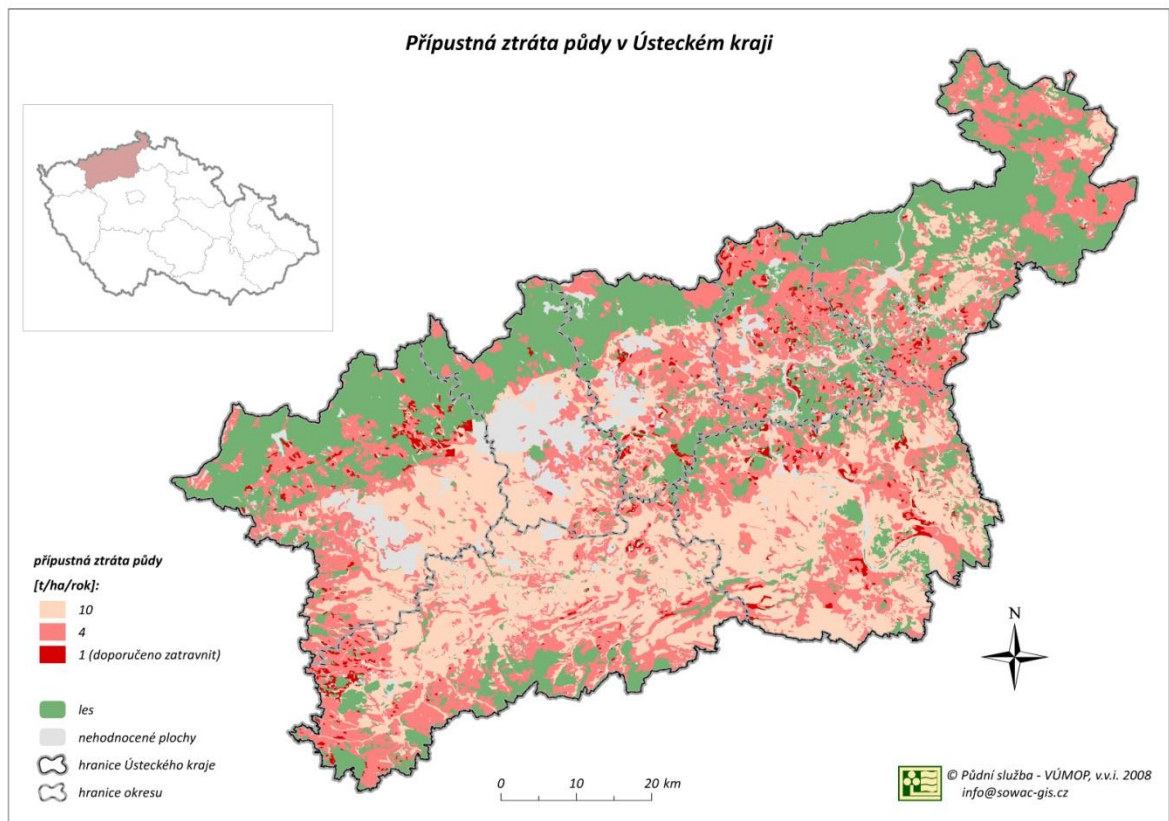 Přípustná ztráta půdy v Ústeckém kraji
přípustná ztráta půdy
[t/ha/rok]:
10
4
1 (doporučeno zatravnit)
les
nehodnocené plochy
hranice Ústeckého kraje
hranice okresu
0 10 20 km
N
© Půdní služba - VÚMOP, v.v.i. 2008
info@sowac-gis.cz